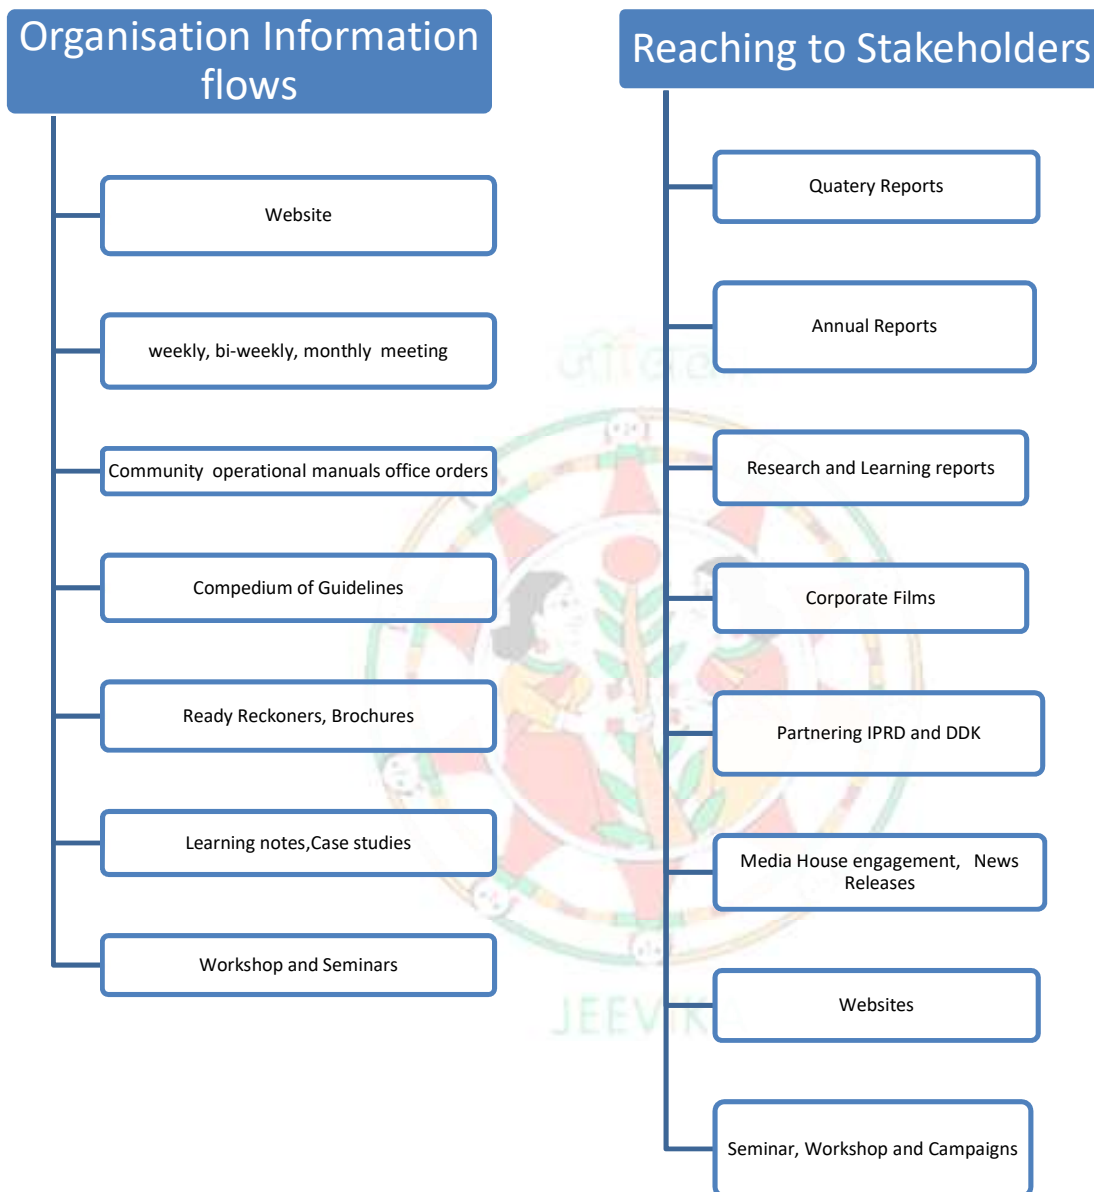 Organisation Information
flows
Website
weekly, bi-weekly, monthly meeting
Community operational manuals office orders
Compedium of Guidelines
Ready Reckoners, Brochures
Learning notes,Case studies
Workshop and Seminars
Reaching to Stakeholders
Quatery Reports
Annual Reports
Research and Learning reports
Corporate Films
Partnering IPRD and DDK
Media House engagement, News
Releases
Websites
Seminar, Workshop and Campaigns